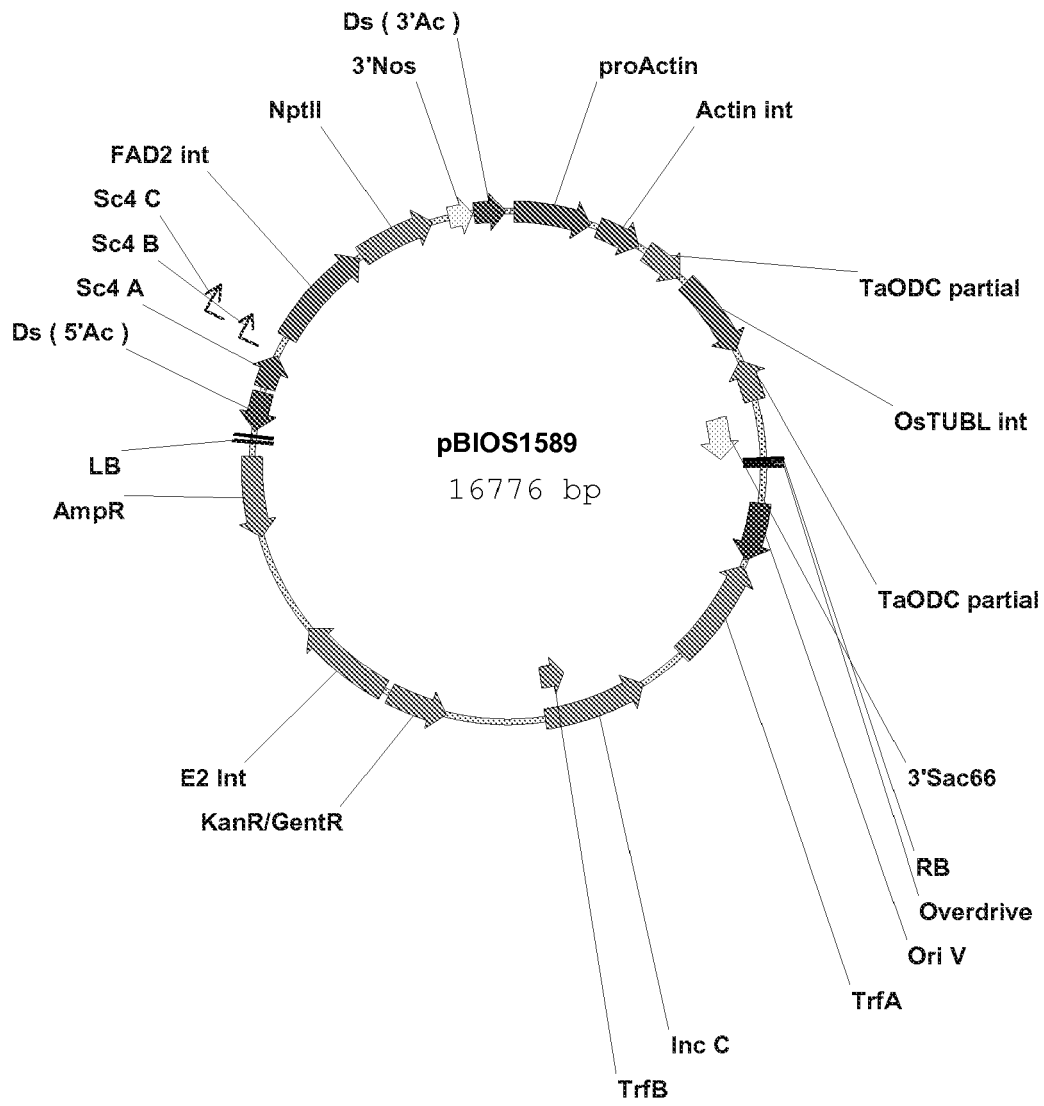 Ds ( 3'Ac )
3'Nos
proActin
NptII
Actin int
FAD2 int
Sc4 C
Sc4 B
Sc4 A
TaODC partial
Ds ( 5'Ac )
OsTUBL int
pBIOS1589
LB
16776 bp
AmpR
TaODC partial
E2 Int
3'Sac66
KanR/GentR
RB
Overdrive
Ori V
TrfA
Inc C
TrfB